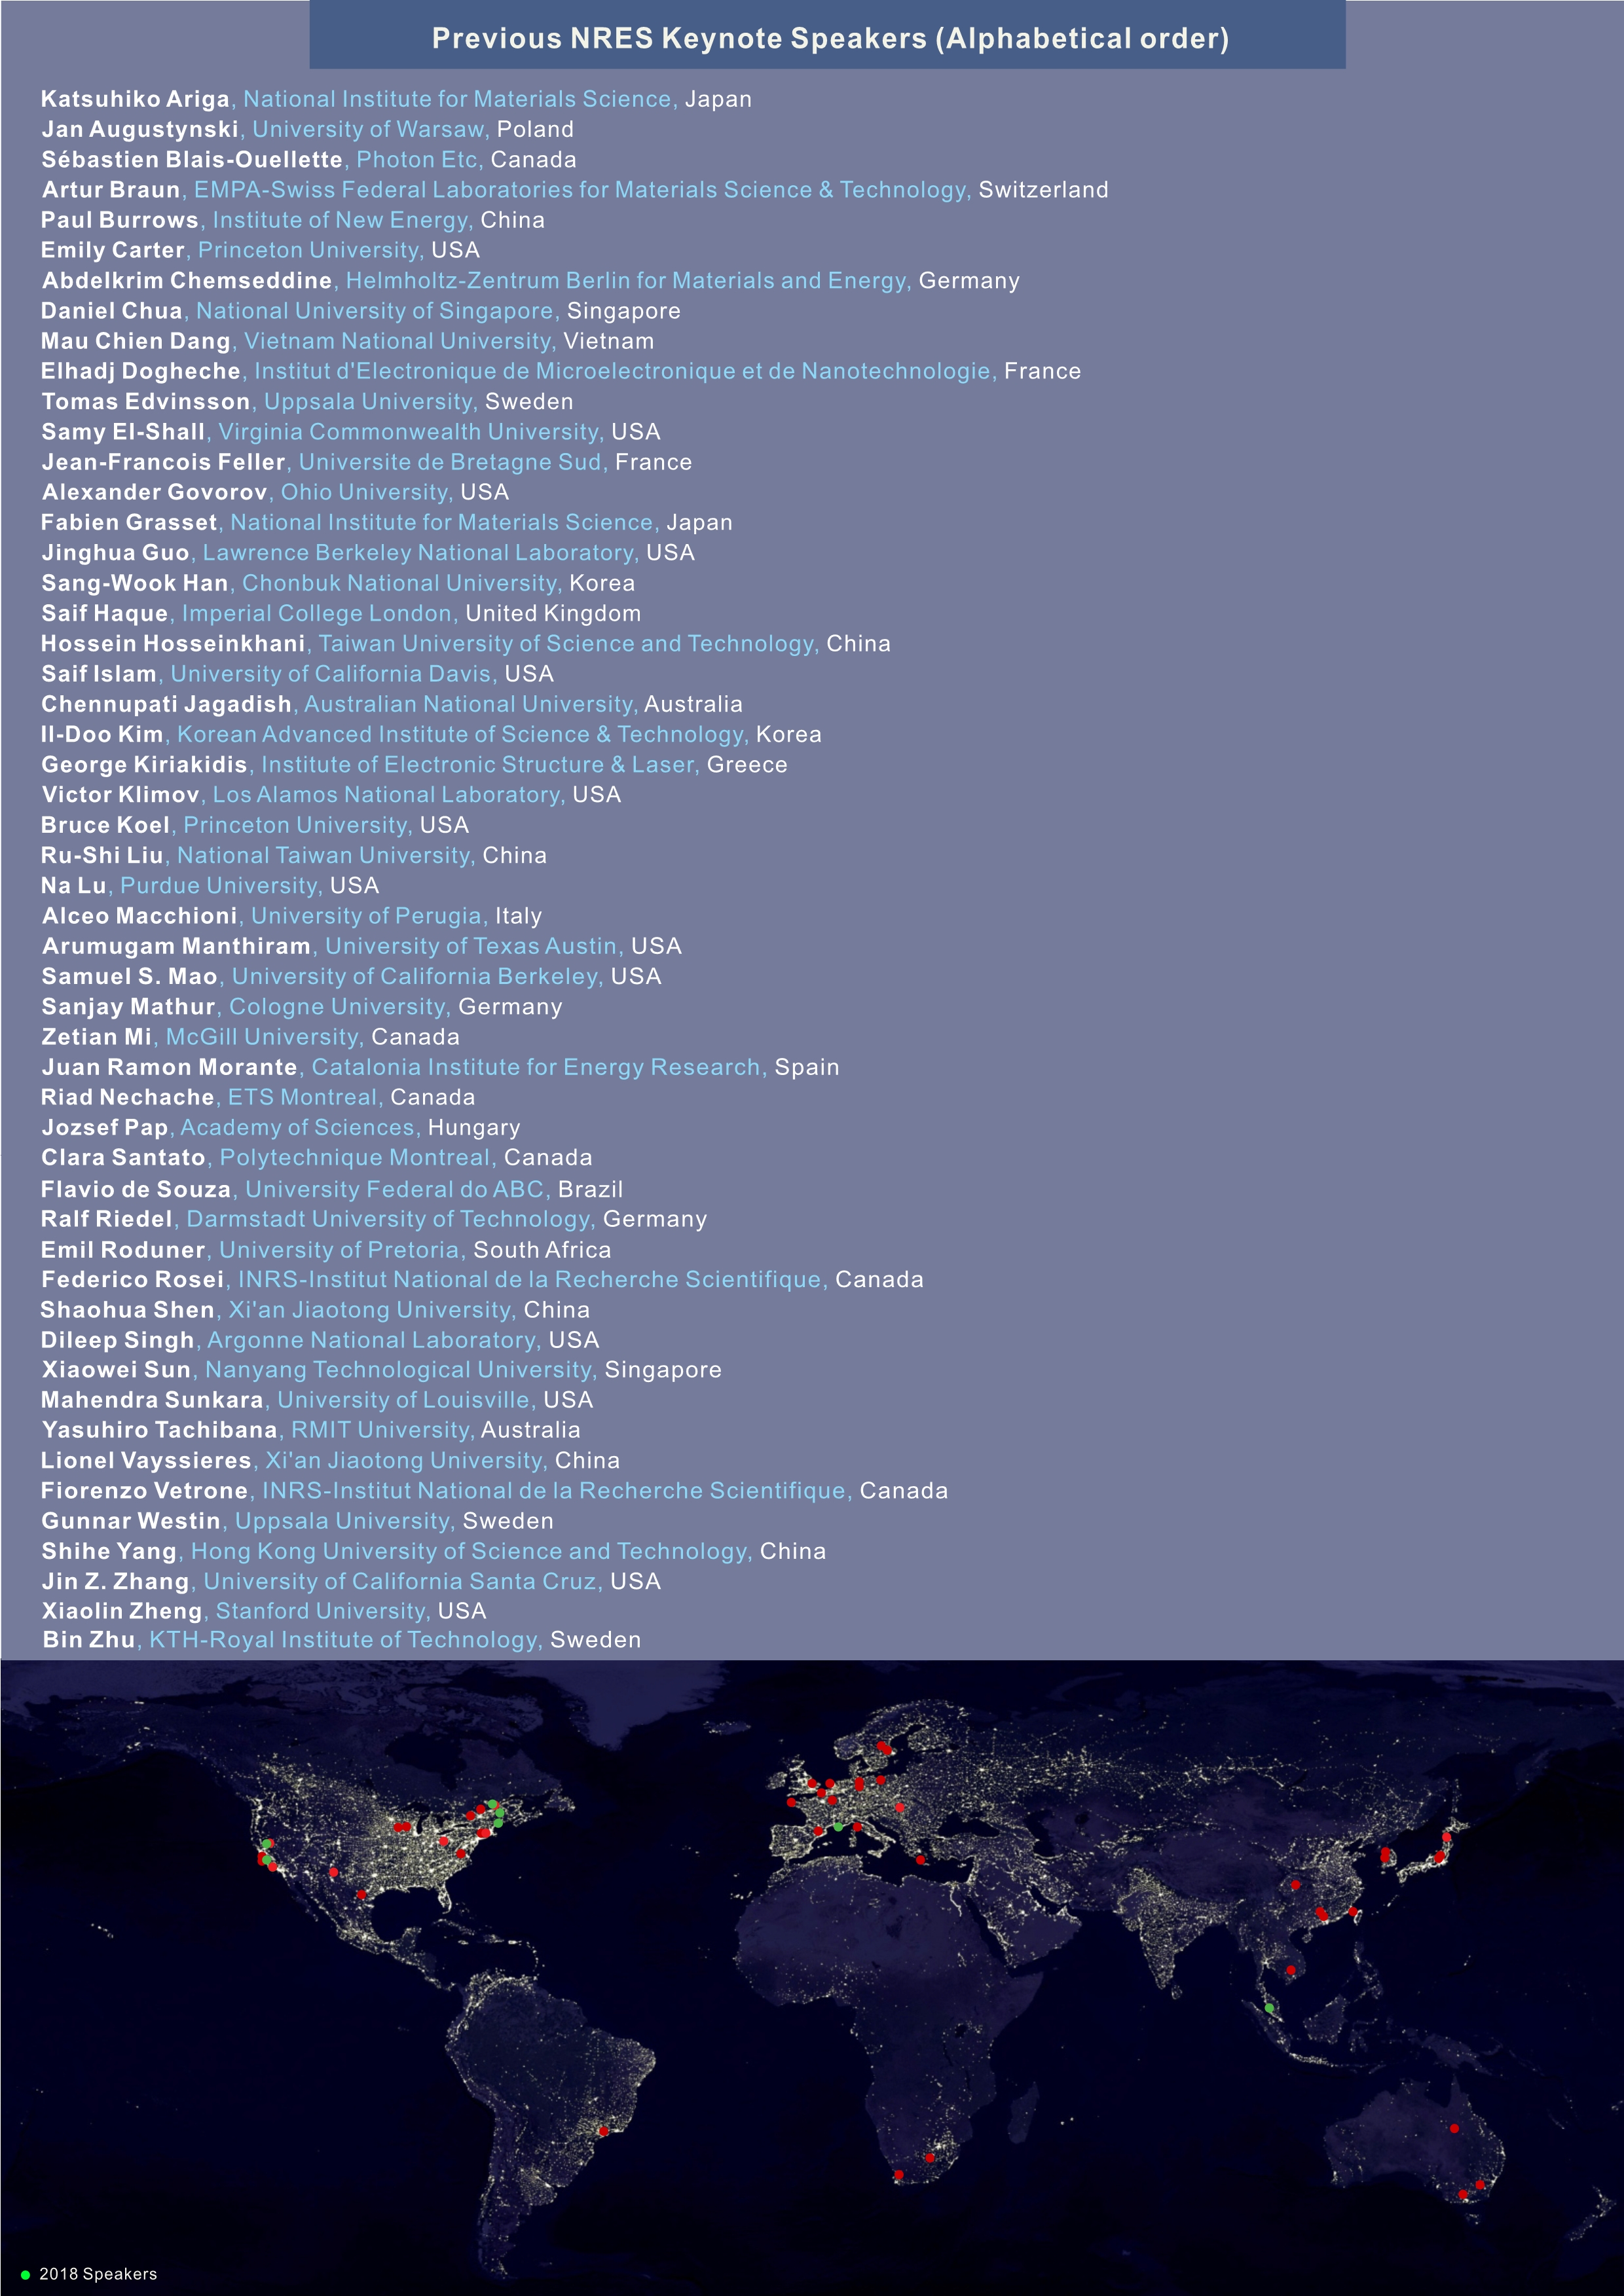 Previous NRES Keynote Speakers (Alphabetical order)
Katsuhiko Ariga, National Institute for Materials Science, Japan
Jan Augustynski, University of Warsaw, Poland
Sébastien Blais-Ouellette, Photon Etc, Canada
Artur Braun, EMPA-Swiss Federal Laboratories for Materials Science & Technology, Switzerland
Paul Burrows, Institute of New Energy, China
Emily Carter, Princeton University, USA
Abdelkrim Chemseddine, Helmholtz-Zentrum Berlin for Materials and Energy, Germany
Daniel Chua, National University of Singapore, Singapore
Mau Chien Dang, Vietnam National University, Vietnam
Elhadj Dogheche, Institut d'Electronique de Microelectronique et de Nanotechnologie, France
Tomas Edvinsson, Uppsala University, Sweden
Samy El-Shall, Virginia Commonwealth University, USA
Jean-Francois Feller, Universite de Bretagne Sud, France
Alexander Govorov, Ohio University, USA
Fabien Grasset, National Institute for Materials Science, Japan
Jinghua Guo, Lawrence Berkeley National Laboratory, USA
Sang-Wook Han, Chonbuk National University, Korea
Saif Haque, Imperial College London, United Kingdom
Hossein Hosseinkhani, Taiwan University of Science and Technology, China
Saif Islam, University of California Davis, USA
Chennupati Jagadish, Australian National University, Australia
Il-Doo Kim, Korean Advanced Institute of Science & Technology, Korea
George Kiriakidis, Institute of Electronic Structure & Laser, Greece
Victor Klimov, Los Alamos National Laboratory, USA
Bruce Koel, Princeton University, USA
Ru-Shi Liu, National Taiwan University, China
Na Lu, Purdue University, USA
Alceo Macchioni, University of Perugia, Italy
Arumugam Manthiram, University of Texas Austin, USA
Samuel S. Mao, University of California Berkeley, USA
Sanjay Mathur, Cologne University, Germany
Zetian Mi, McGill University, Canada
Juan Ramon Morante, Catalonia Institute for Energy Research, Spain
Riad Nechache, ETS Montreal, Canada
Jozsef Pap, Academy of Sciences, Hungary
Clara Santato, Polytechnique Montreal, Canada
Flavio de Souza, University Federal do ABC, Brazil
Ralf Riedel, Darmstadt University of Technology, Germany
Emil Roduner, University of Pretoria, South Africa
Federico Rosei, INRS-Institut National de la Recherche Scientifique, Canada
Shaohua Shen, Xi'an Jiaotong University, China
Dileep Singh, Argonne National Laboratory, USA
Xiaowei Sun, Nanyang Technological University, Singapore
Mahendra Sunkara, University of Louisville, USA
Yasuhiro Tachibana, RMIT University, Australia
Lionel Vayssieres, Xi'an Jiaotong University, China
Fiorenzo Vetrone, INRS-Institut National de la Recherche Scientifique, Canada
Gunnar Westin, Uppsala University, Sweden
Shihe Yang, Hong Kong University of Science and Technology, China
Jin Z. Zhang, University of California Santa Cruz, USA
Xiaolin Zheng, Stanford University, USA
Bin Zhu, KTH-Royal Institute of Technology, Sweden
2018 Speakers